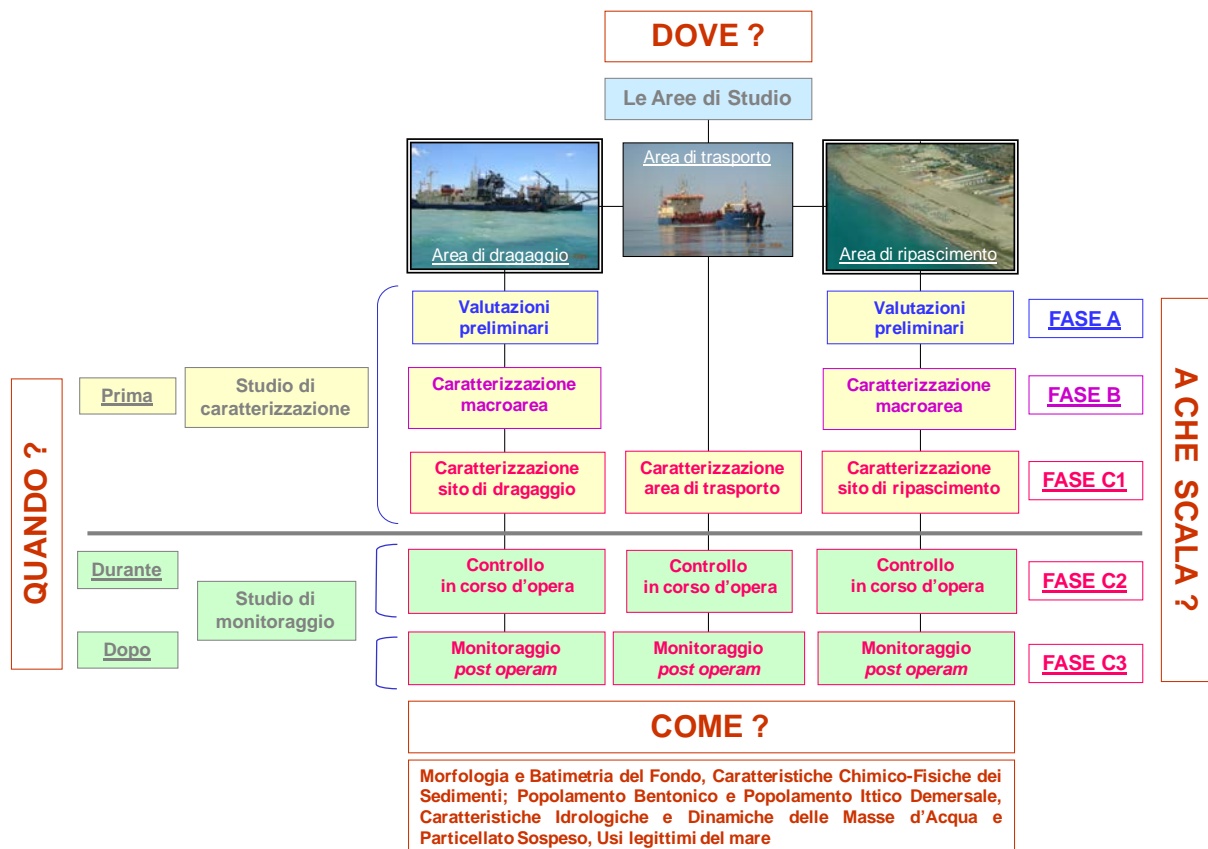 DOVE ?
Le Aree di Studio
Area di dragaggio
Area di trasporto
Area di ripascimento
QUANDO ?
A CHE SCALA ?
Prima
Studio di
caratterizzazione
Valutazioni
preliminari
Valutazioni
preliminari
FASE A
Caratterizzazione
macroarea
Caratterizzazione
macroarea
FASE B
Caratterizzazione
sito di dragaggio
Caratterizzazione
area di trasporto
Caratterizzazione
sito di ripascimento
FASE C1
Durante
Studio di
monitoraggio
Controllo
in corso d'opera
Controllo
in corso d'opera
Controllo
in corso d'opera
FASE C2
Dopo
Monitoraggio
post operam
Monitoraggio
post operam
Monitoraggio
post operam
FASE C3
COME ?
Morfologia e Batimetria del Fondo, Caratteristiche Chimico-Fisiche dei
Sedimenti; Popolamento Bentonico e Popolamento Ittico Demersale,
Caratteristiche Idrologiche e Dinamiche delle Masse d'Acqua e
Particellato Sospeso, Usi legittimi del mare